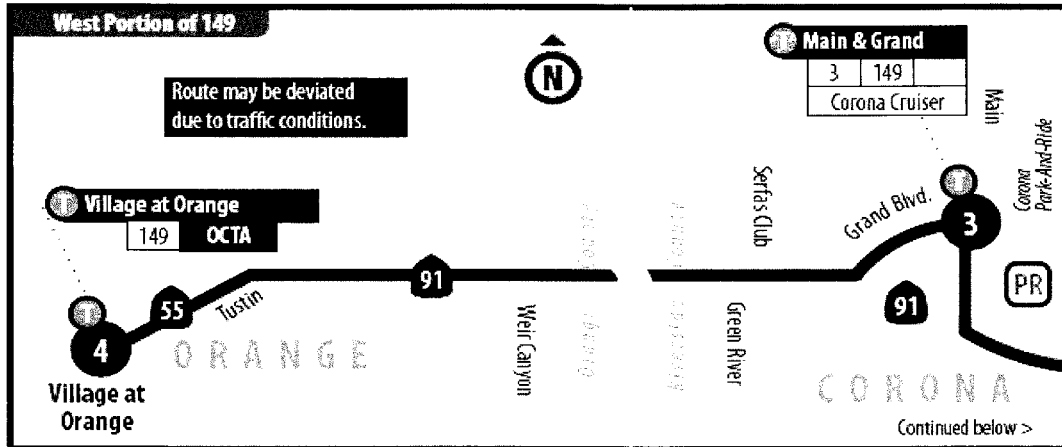 West Portion of 149
Route may be deviated
due to traffic conditions.
N
T Main & Grand
3 149
Corona Cruiser
Main
Corona
Park-And-Ride
T Village at Orange
149 OCTA
Serfas Club
Grand Blvd.
T
3
PR
91
91
55
Tustin
T
4
Weir Canyon
Green River
ORANGE
CORONA
Village at
Orange
Continued below >